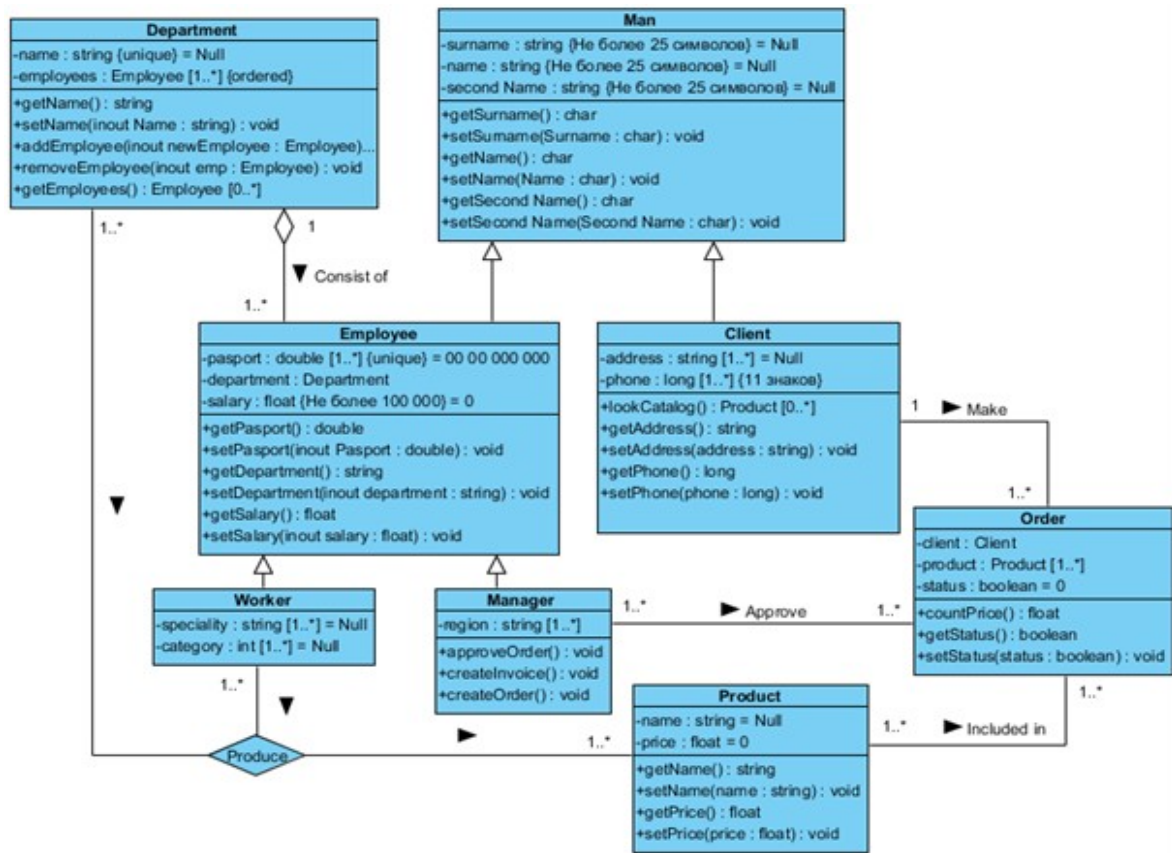 Department
-name : string {unique} = Null
-employees : Employee [1..*] {ordered}
+getName() : string
+setName(inout Name : string) : void
+addEmployee(inout newEmployee : Employee)...
+removeEmployee(inout emp : Employee) : void
+getEmployees() : Employee [0..*]
Man
-surname : string {Не более 25 символов} = Null
-name : string {Не более 25 символов} = Null
-second Name : string {Не более 25 символов} = Null
+getSurname() : char
+setSurname(Surname : char) : void
+getName() : char
+setName(Name : char) : void
+getSecond Name() : char
+setSecond Name(Second Name : char) : void
1..*
1
Consist of
1..*
Employee
-pasport : double [1..*] {unique} = 00 00 000 000
-department : Department
-salary : float {Не более 100 000} = 0
+getPasport() : double
+setPasport(inout Pasport : double) : void
+getDepartment() : string
+setDepartment(inout department : string) : void
+getSalary() : float
+setSalary(inout salary : float) : void
Client
-address : string [1..*] = Null
-phone : long [1..*] {11 знаков}
+lookCatalog() : Product [0..*]
+getAddress() : string
+setAddress(address : string) : void
+getPhone() : long
+setPhone(phone : long) : void
1
Make
1..*
Order
-client : Client
-product : Product [1..*]
-status : boolean = 0
+countPrice() : float
+getStatus() : boolean
+setStatus(status : boolean) : void
Worker
-speciality : string [1..*] = Null
-category : int [1..*] = Null
Manager
-region : string [1..*]
+approveOrder() : void
+createInvoice() : void
+createOrder() : void
1..*
Approve
1..*
1..*
Produce
1..*
Product
-name : string = Null
-price : float = 0
+getName() : string
+setName(name : string) : void
+getPrice() : float
+setPrice(price : float) : void
1..*
Included in
1..*